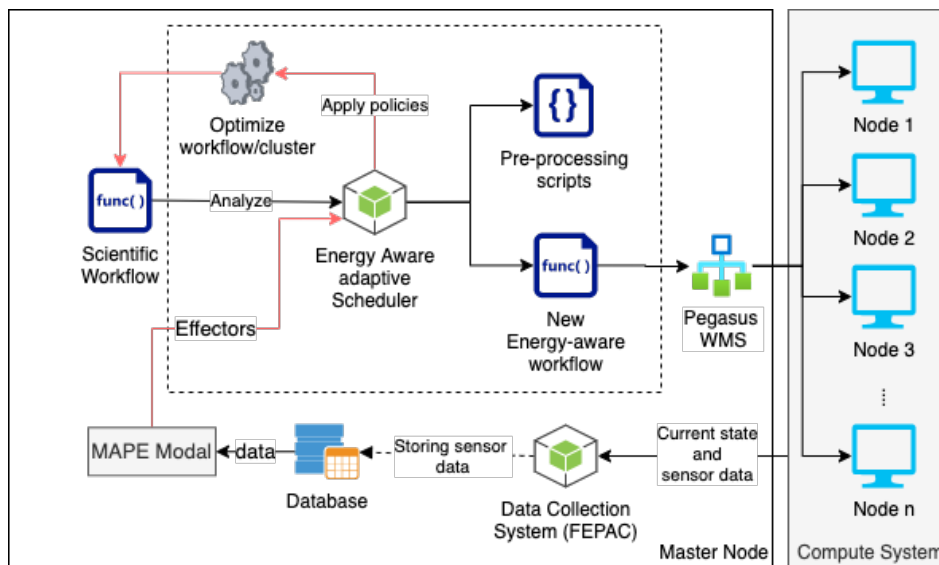 Optimize
workflow/cluster
Apply policies
{}
Pre-processing
scripts
Node 1
func( )
Scientific
Workflow
Analyze
Energy Aware
adaptive
Scheduler
Node 2
func( )
New
Energy-aware
workflow
Pegasus
WMS
Node 3
Effectors
MAPE Modal
data
Database
Storing sensor
data
Data Collection
System (FEPAC)
Current state
and
sensor data
Node n
Master Node
Compute System